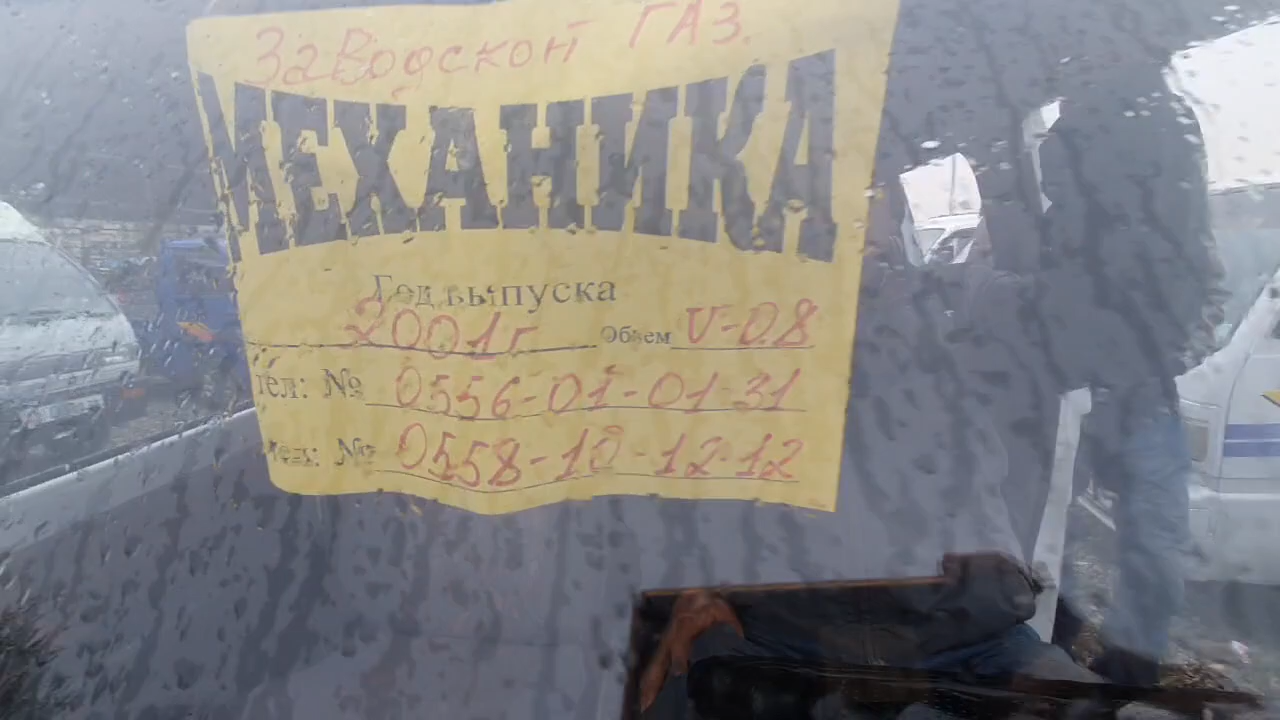 Заводской ГАЗ.
МЕХАНИКА
Год выпуска
2001г Объем V-0.8
тел: № 0556-01-01-31
тел: № 0558-10-12-12